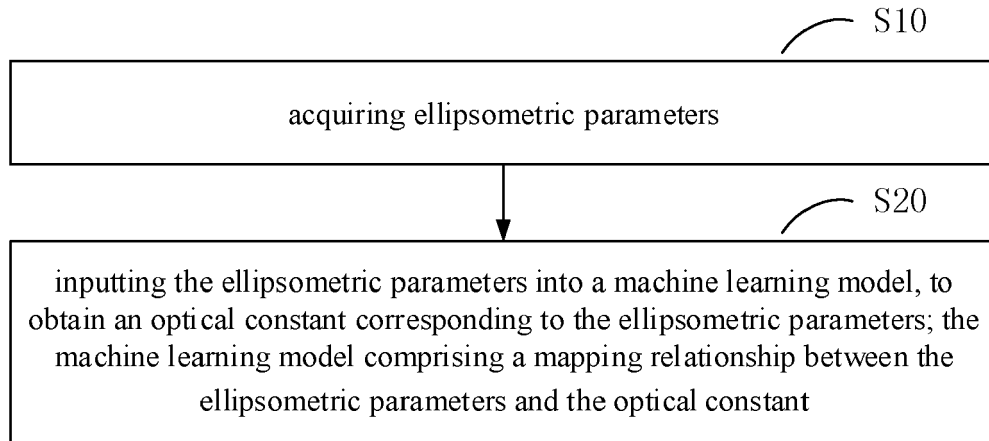 S10
acquiring ellipsometric parameters
S20
inputting the ellipsometric parameters into a machine learning model, to
obtain an optical constant corresponding to the ellipsometric parameters; the
machine learning model comprising a mapping relationship between the
ellipsometric parameters and the optical constant